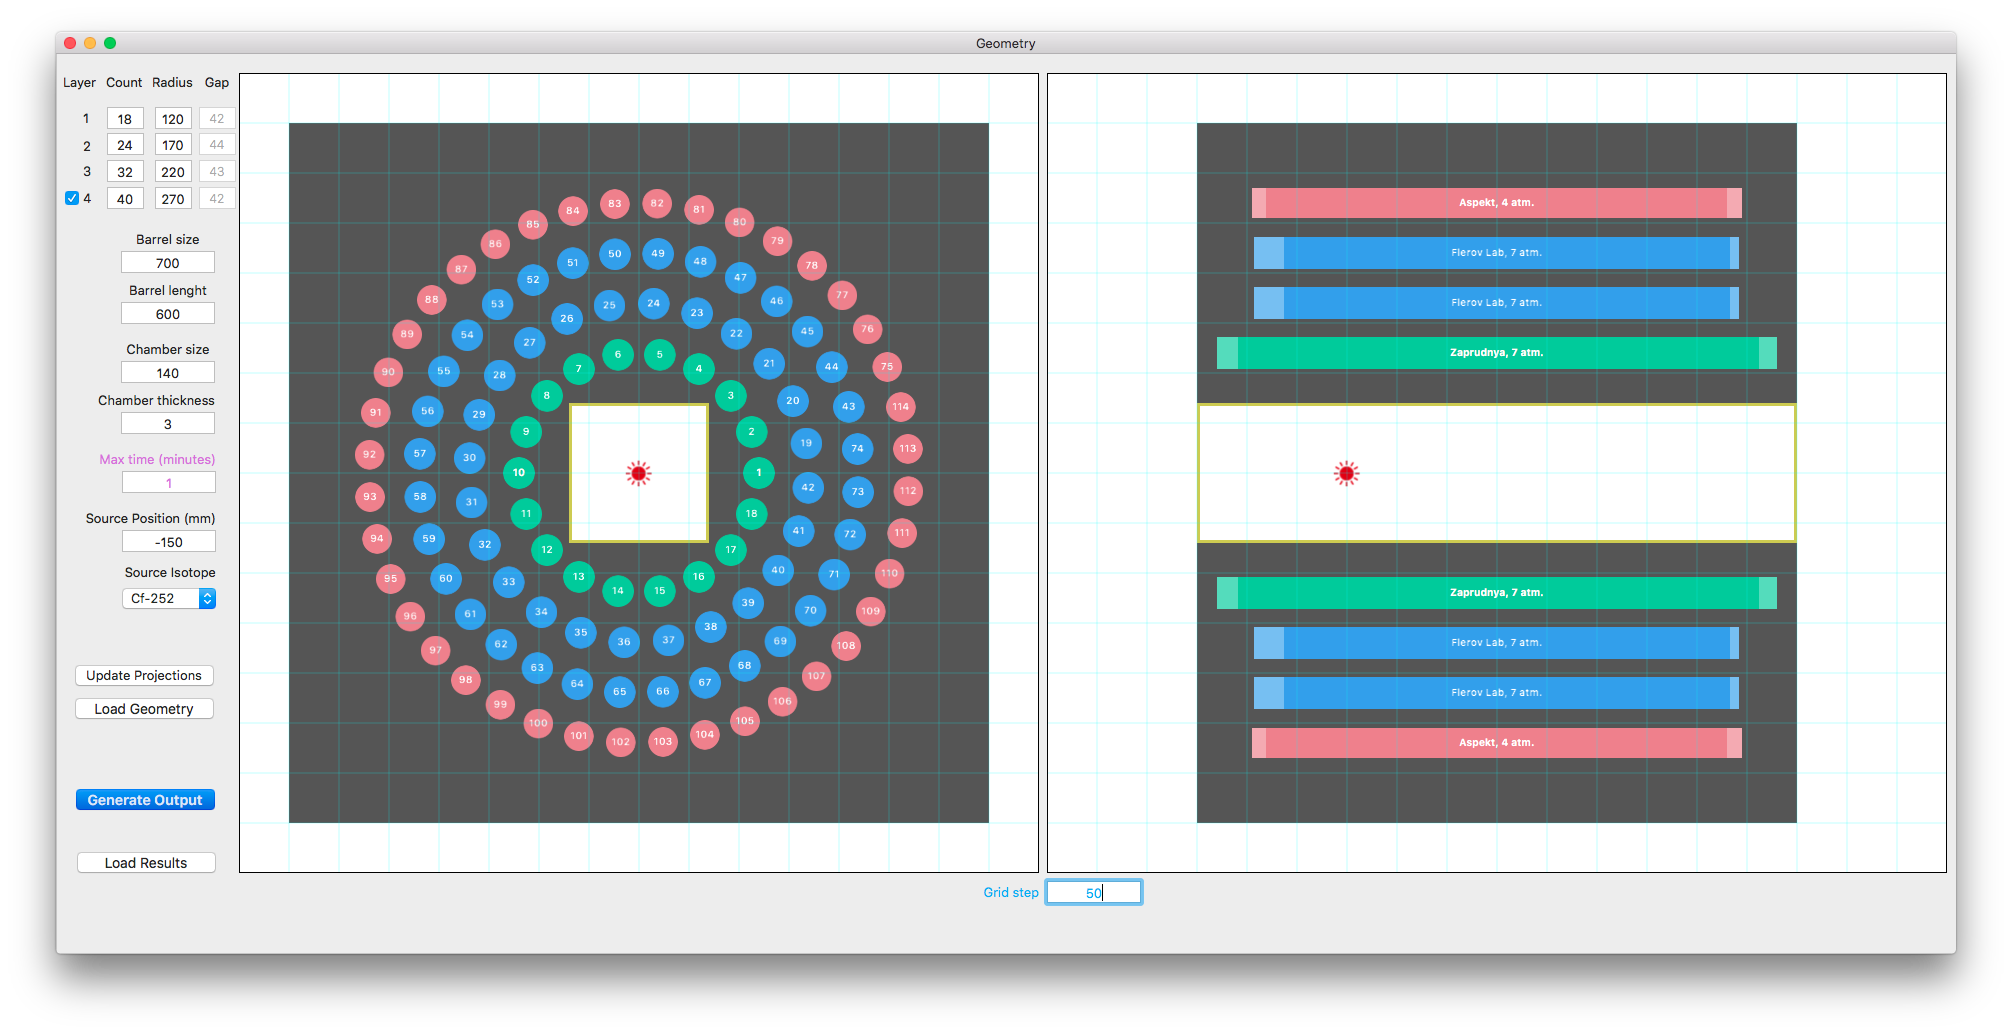 Geometry
Layer Count Radius Gap
1 18 120 42
2 24 170 44
3 32 220 43
4 40 270 42
Barrel size
700
Barrel lenght
600
Chamber size
140
Chamber thickness
3
Max time (minutes)
1
Source Position (mm)
-150
Source Isotope
Cf-252
Update Projections
Load Geometry
Generate Output
Load Results
83 82
84 81
85 80
86 79
87 78
88 77
89 76
90 75
91 114
92 113
93 112
94 111
95 110
96 109
97 108
98 107
99 106
100 105
101 104
102 103
50 49
51 48
52 47
53 46
54 45
55 44
56 43
57 74
58 73
59 72
60 71
61 70
62 69
63 68
64 67
65 66
25 24
26 23
27 22
28 21
29 20
30 19
31 42
32 41
33 40
34 39
35 38
36 37
6 5
7 4
8 3
9 2
10 1
11 18
12 17
13 16
14 15
Aspekt, 4 atm.
Flerov Lab, 7 atm.
Flerov Lab, 7 atm.
Zaprudnya, 7 atm.
Zaprudnya, 7 atm.
Flerov Lab, 7 atm.
Flerov Lab, 7 atm.
Aspekt, 4 atm.
Grid step 50